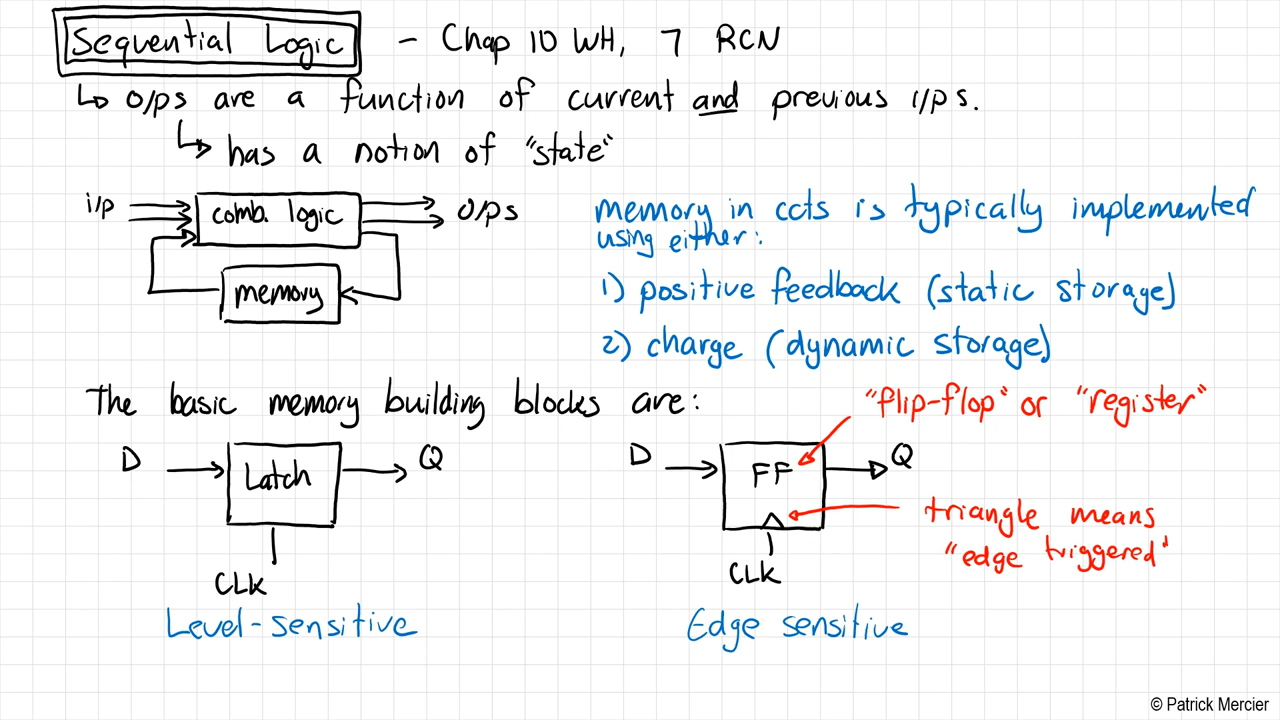 Sequential Logic - Chap 10 WH, 7 RCN
↳ O/ps are a function of current and previous i/ps.
↳ has a notion of "state"
i/p
comb. logic
O/ps
memory
memory in ccts is typically implemented
using either:
1) positive feedback (static storage)
2) charge (dynamic storage)
The basic memory building blocks are:
D
Latch
Q
CLK
Level-sensitive
"flip-flop" or "register"
D
FF
Q
triangle means
"edge triggered"
CLK
Edge sensitive
© Patrick Mercier